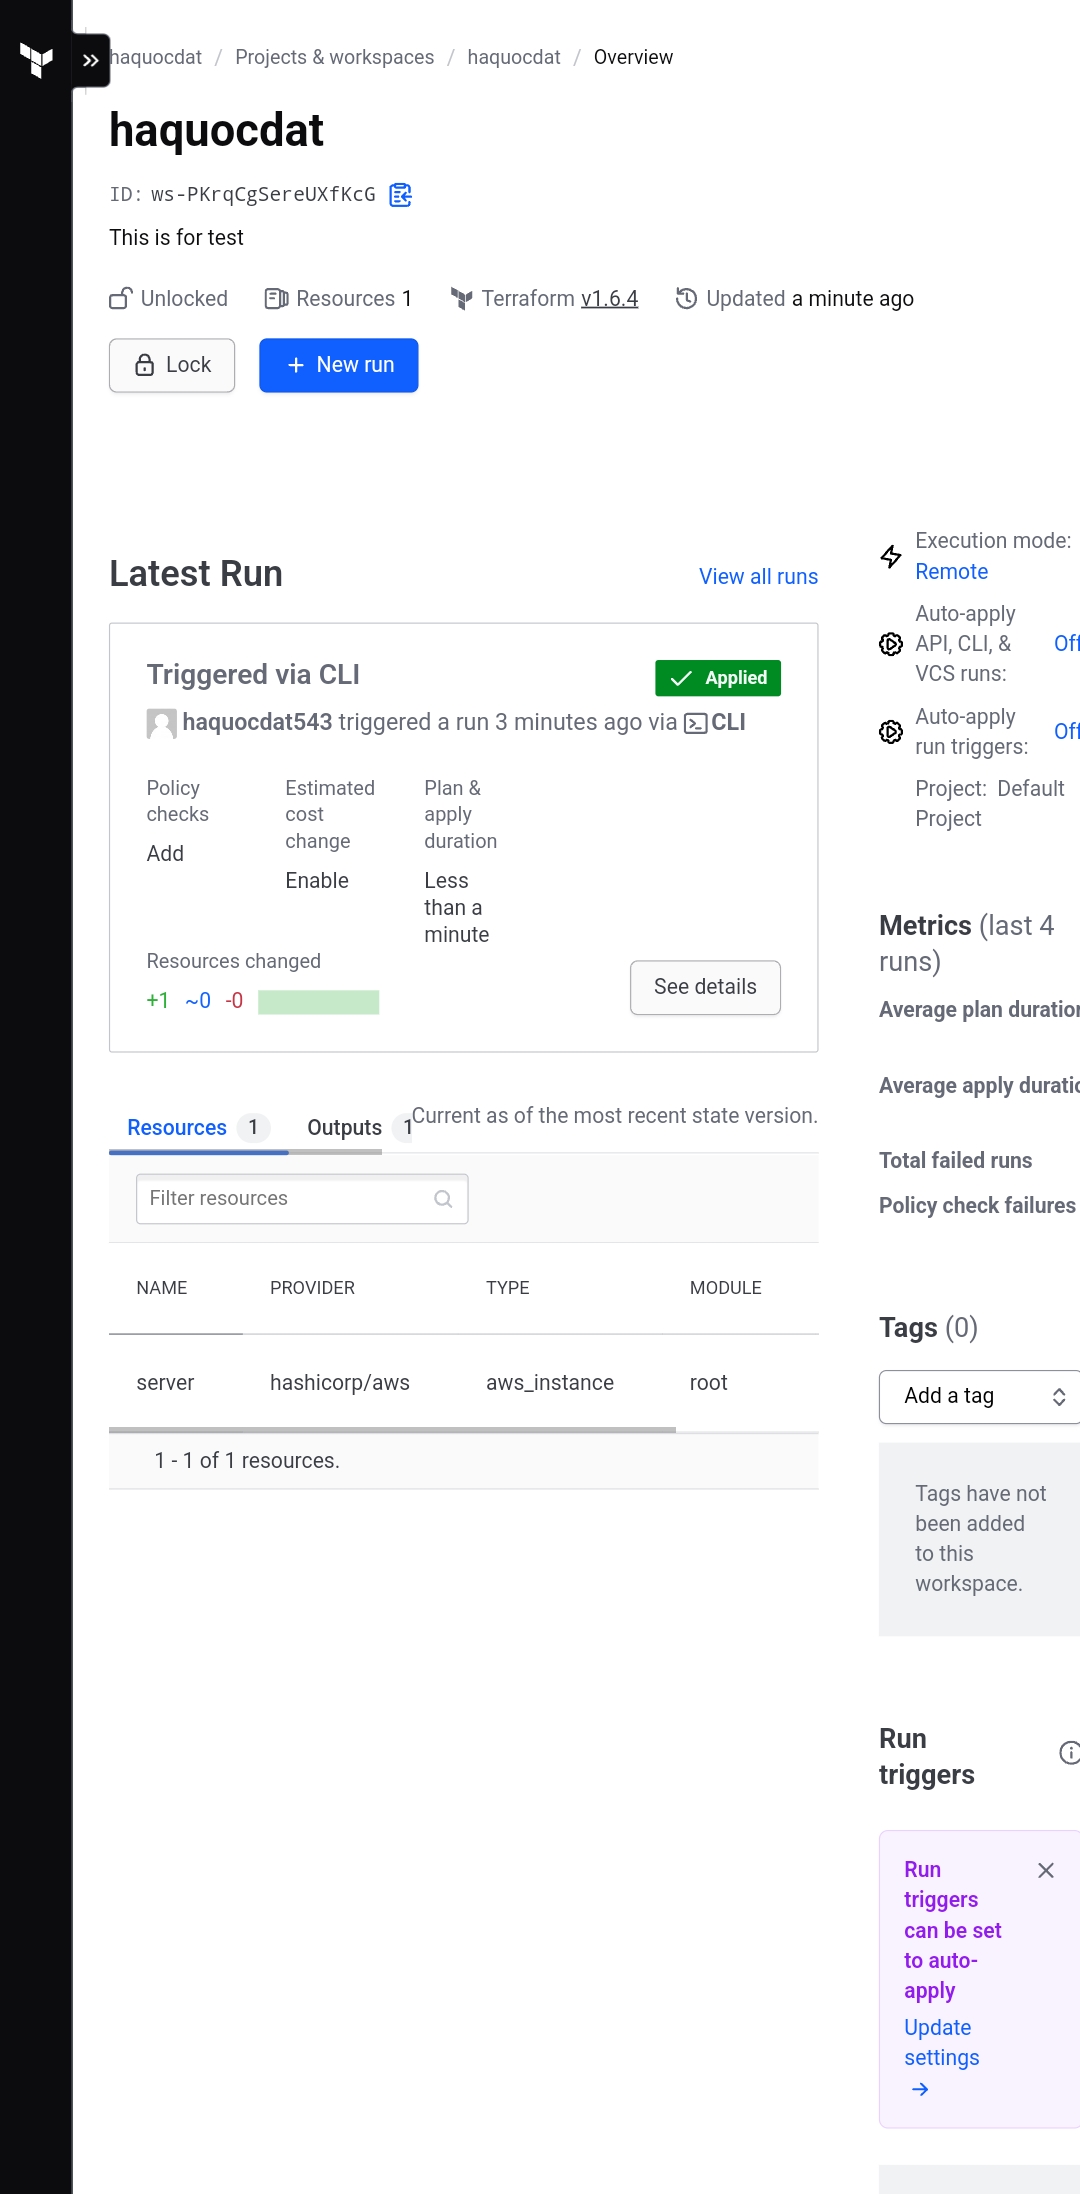 haquocdat / Projects & workspaces / haquocdat / Overview
haquocdat
ID: ws-PKrqCgSereUXfKcG
This is for test
Unlocked Resources 1 Terraform v1.6.4 Updated a minute ago
Lock + New run
Latest Run View all runs
Triggered via CLI Applied
haquocdat543 triggered a run 3 minutes ago via CLI
Policy
checks
Add
Estimated
cost
change
Enable
Plan &
apply
duration
Less
than a
minute
Resources changed
+1 ~0 -0
See details
Resources 1 Outputs 1
Current as of the most recent state version.
Filter resources
NAME PROVIDER TYPE MODULE
server hashicorp/aws aws_instance root
1 - 1 of 1 resources.
Execution mode:
Remote
Auto-apply
API, CLI, & Off
VCS runs:
Auto-apply
run triggers: Off
Project: Default
Project
Metrics (last 4
runs)
Average plan duration
Average apply duratio
Total failed runs
Policy check failures
Tags (0)
Add a tag
Tags have not
been added
to this
workspace.
Run
triggers
Run
triggers
can be set
to auto-
apply
Update
settings